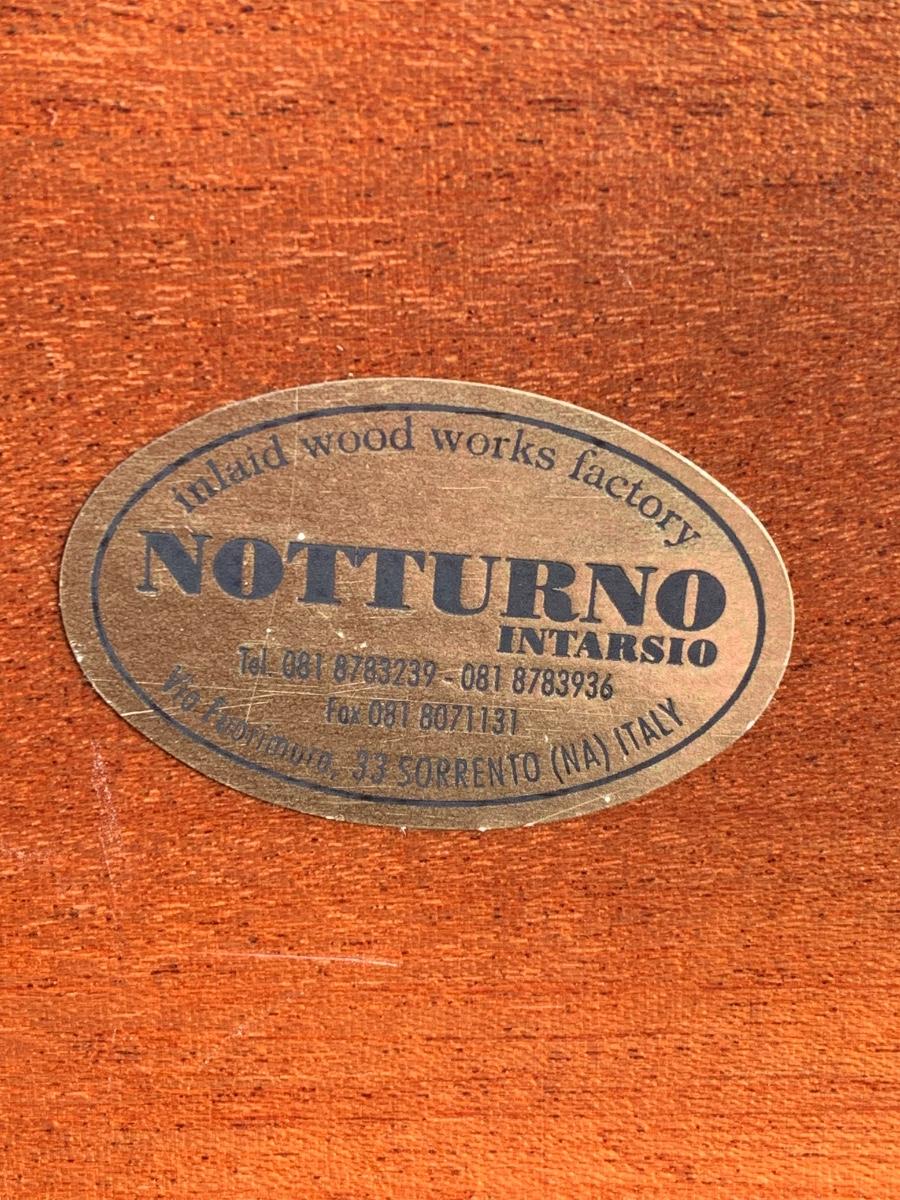 inlaid wood works factory
NOTTURNO
INTARSIO
Tel. 081 8783239 - 081 8783936
Fax 081 8071131
Via Fuorimura, 33 SORRENTO (NA) ITALY